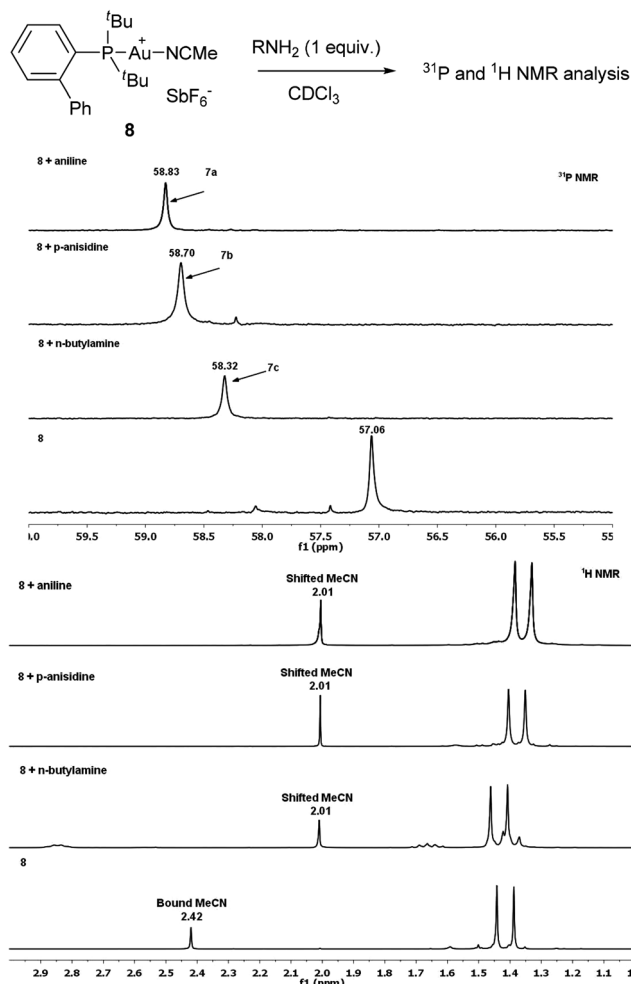 tBu
P Au+ NCMe
tBu
Ph
SbF6-
8
RNH2 (1 equiv.)
CDCl3
31P and 1H NMR analysis
8 + aniline
58.83
7a
31P NMR
8 + p-anisidine
58.70
7b
8 + n-butylamine
58.32
7c
8
57.06
.0 59.5 59.0 58.5 58.0 57.5 57.0 56.5 56.0 55.5 55
f1 (ppm)
8 + aniline
Shifted MeCN
2.01
1H NMR
8 + p-anisidine
Shifted MeCN
2.01
8 + n-butylamine
Shifted MeCN
2.01
8
Bound MeCN
2.42
2.9 2.8 2.7 2.6 2.5 2.4 2.3 2.2 2.1 2.0 1.9 1.8 1.7 1.6 1.5 1.4 1.3 1.2 1.1 1
f1 (ppm)